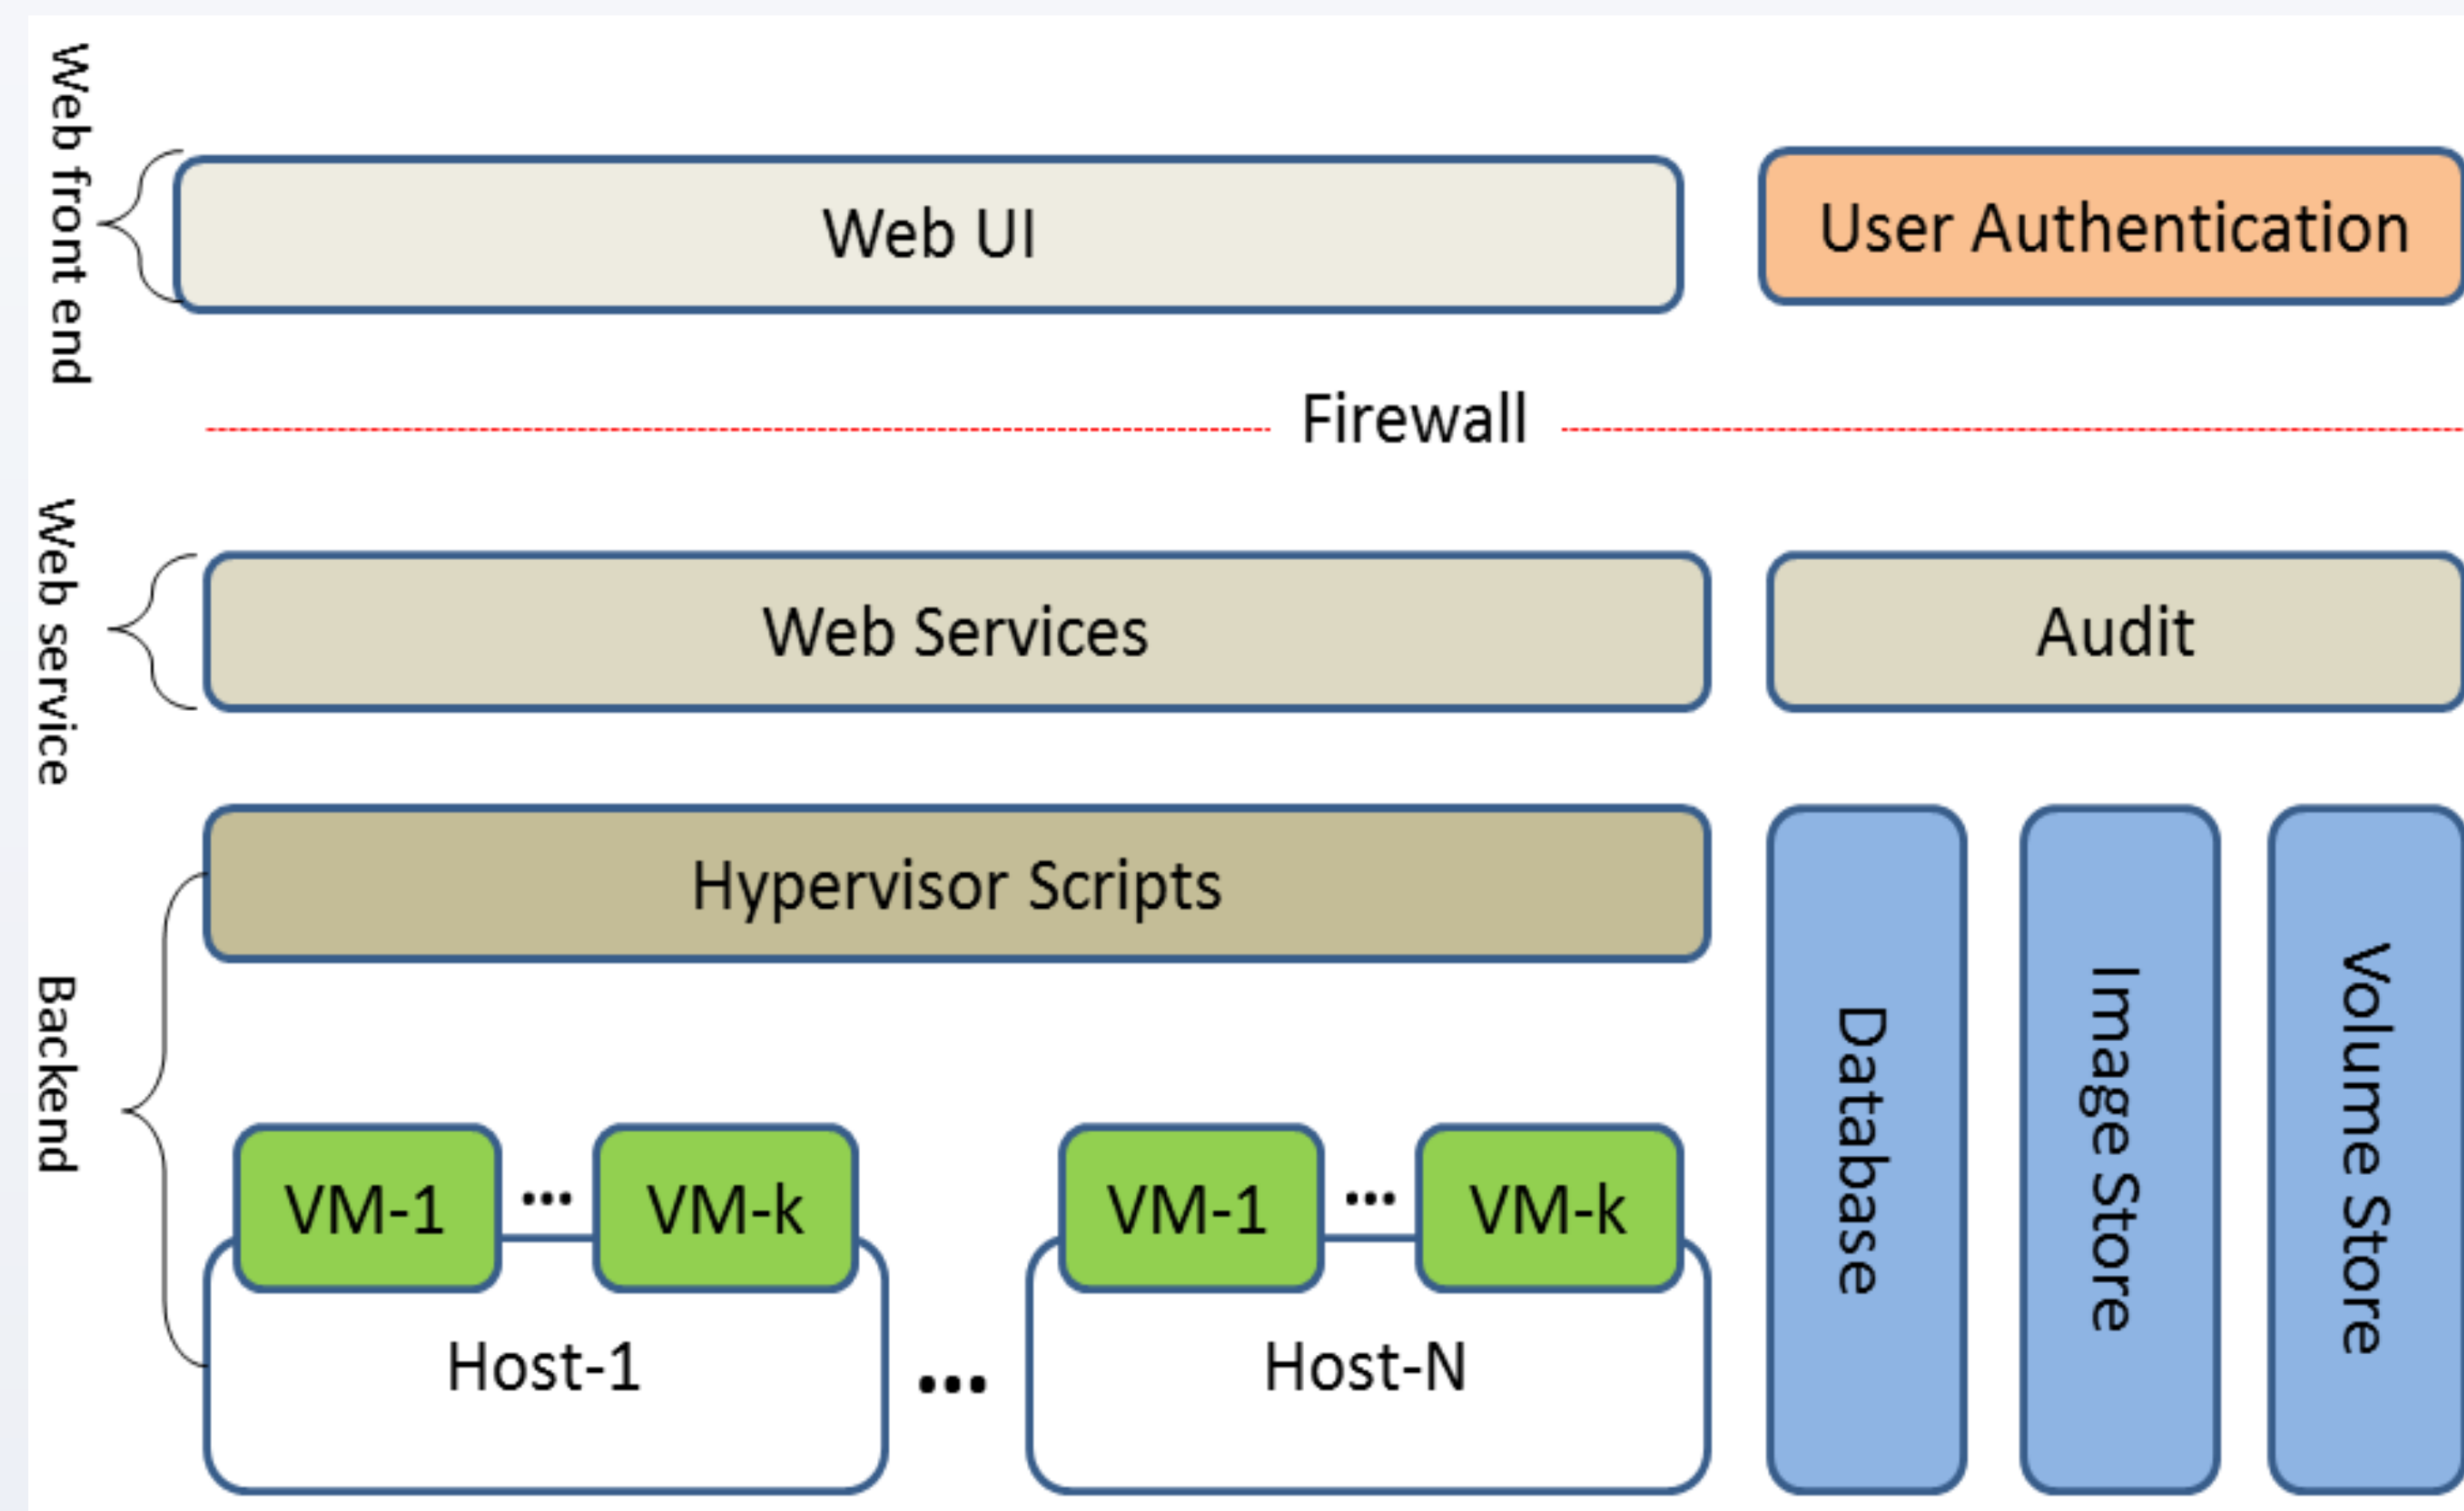 Web front end
Web UI
User Authentication
Firewall
Web service
Web Services
Audit
Backend
Hypervisor Scripts
VM-1
...
VM-k
VM-1
...
VM-k
Host-1
...
Host-N
Database
Image Store
Volume Store